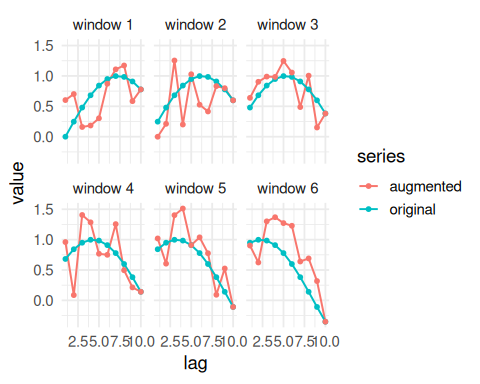 window 1 window 2 window 3
1.5
1.0
0.5
0.0
window 4 window 5 window 6
1.5
1.0
0.5
0.0
2.55.07.510.0 2.55.07.510.0 2.55.07.510.0
lag
value
series
augmented
original